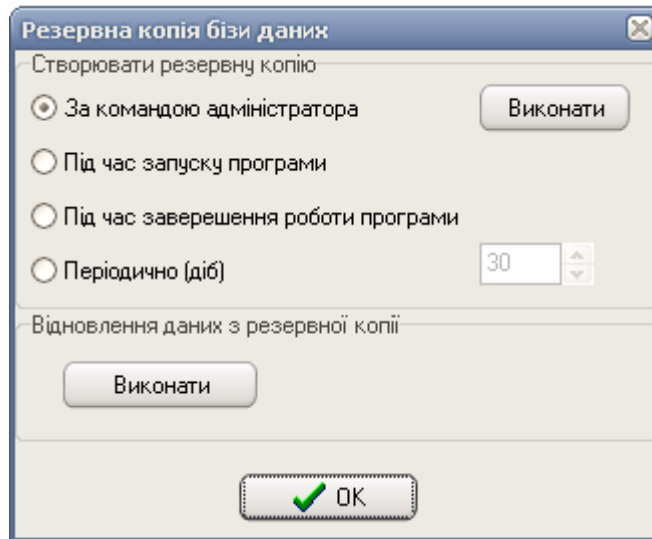 Резервна копія бізи даних
Створювати резервну копію
За командою адміністратора
Виконати
Під час запуску програми
Під час заверешення роботи програми
Періодично (діб)
30
Відновлення даних з резервної копії
Виконати
OK